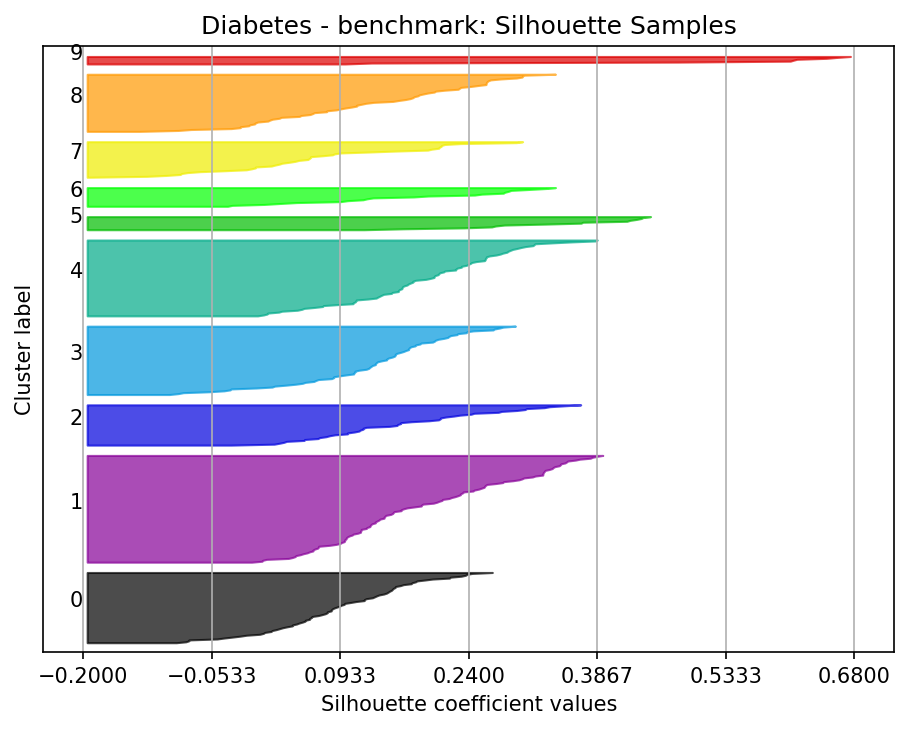 Diabetes - benchmark: Silhouette Samples
9
8
7
6
5
4
3
2
1
0
Cluster label
−0.2000 −0.0533 0.0933 0.2400 0.3867 0.5333 0.6800
Silhouette coefficient values